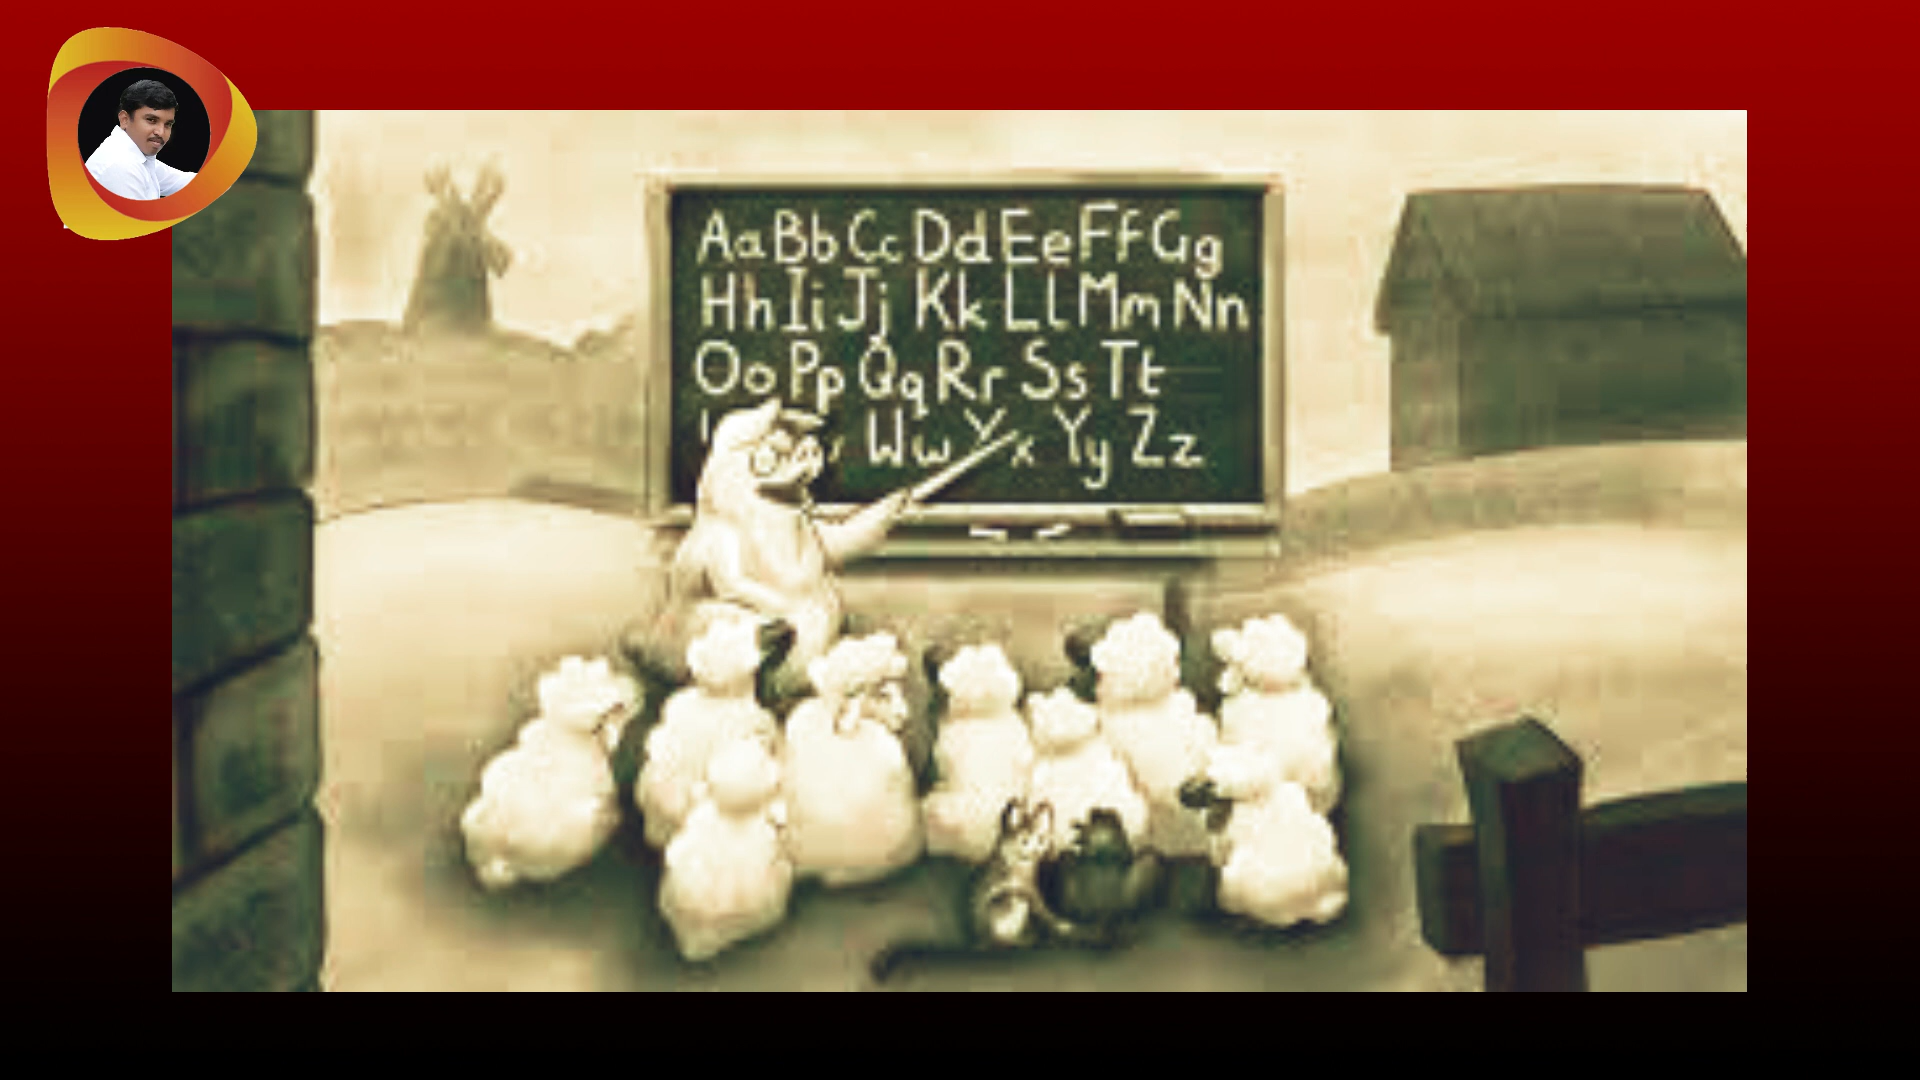 Aa Bb Cc Dd Ee Ff Gg
Hh Ii Jj Kk Ll Mm Nn
Oo Pp Qq Rr Ss Tt
Ww Xx Yy Zz